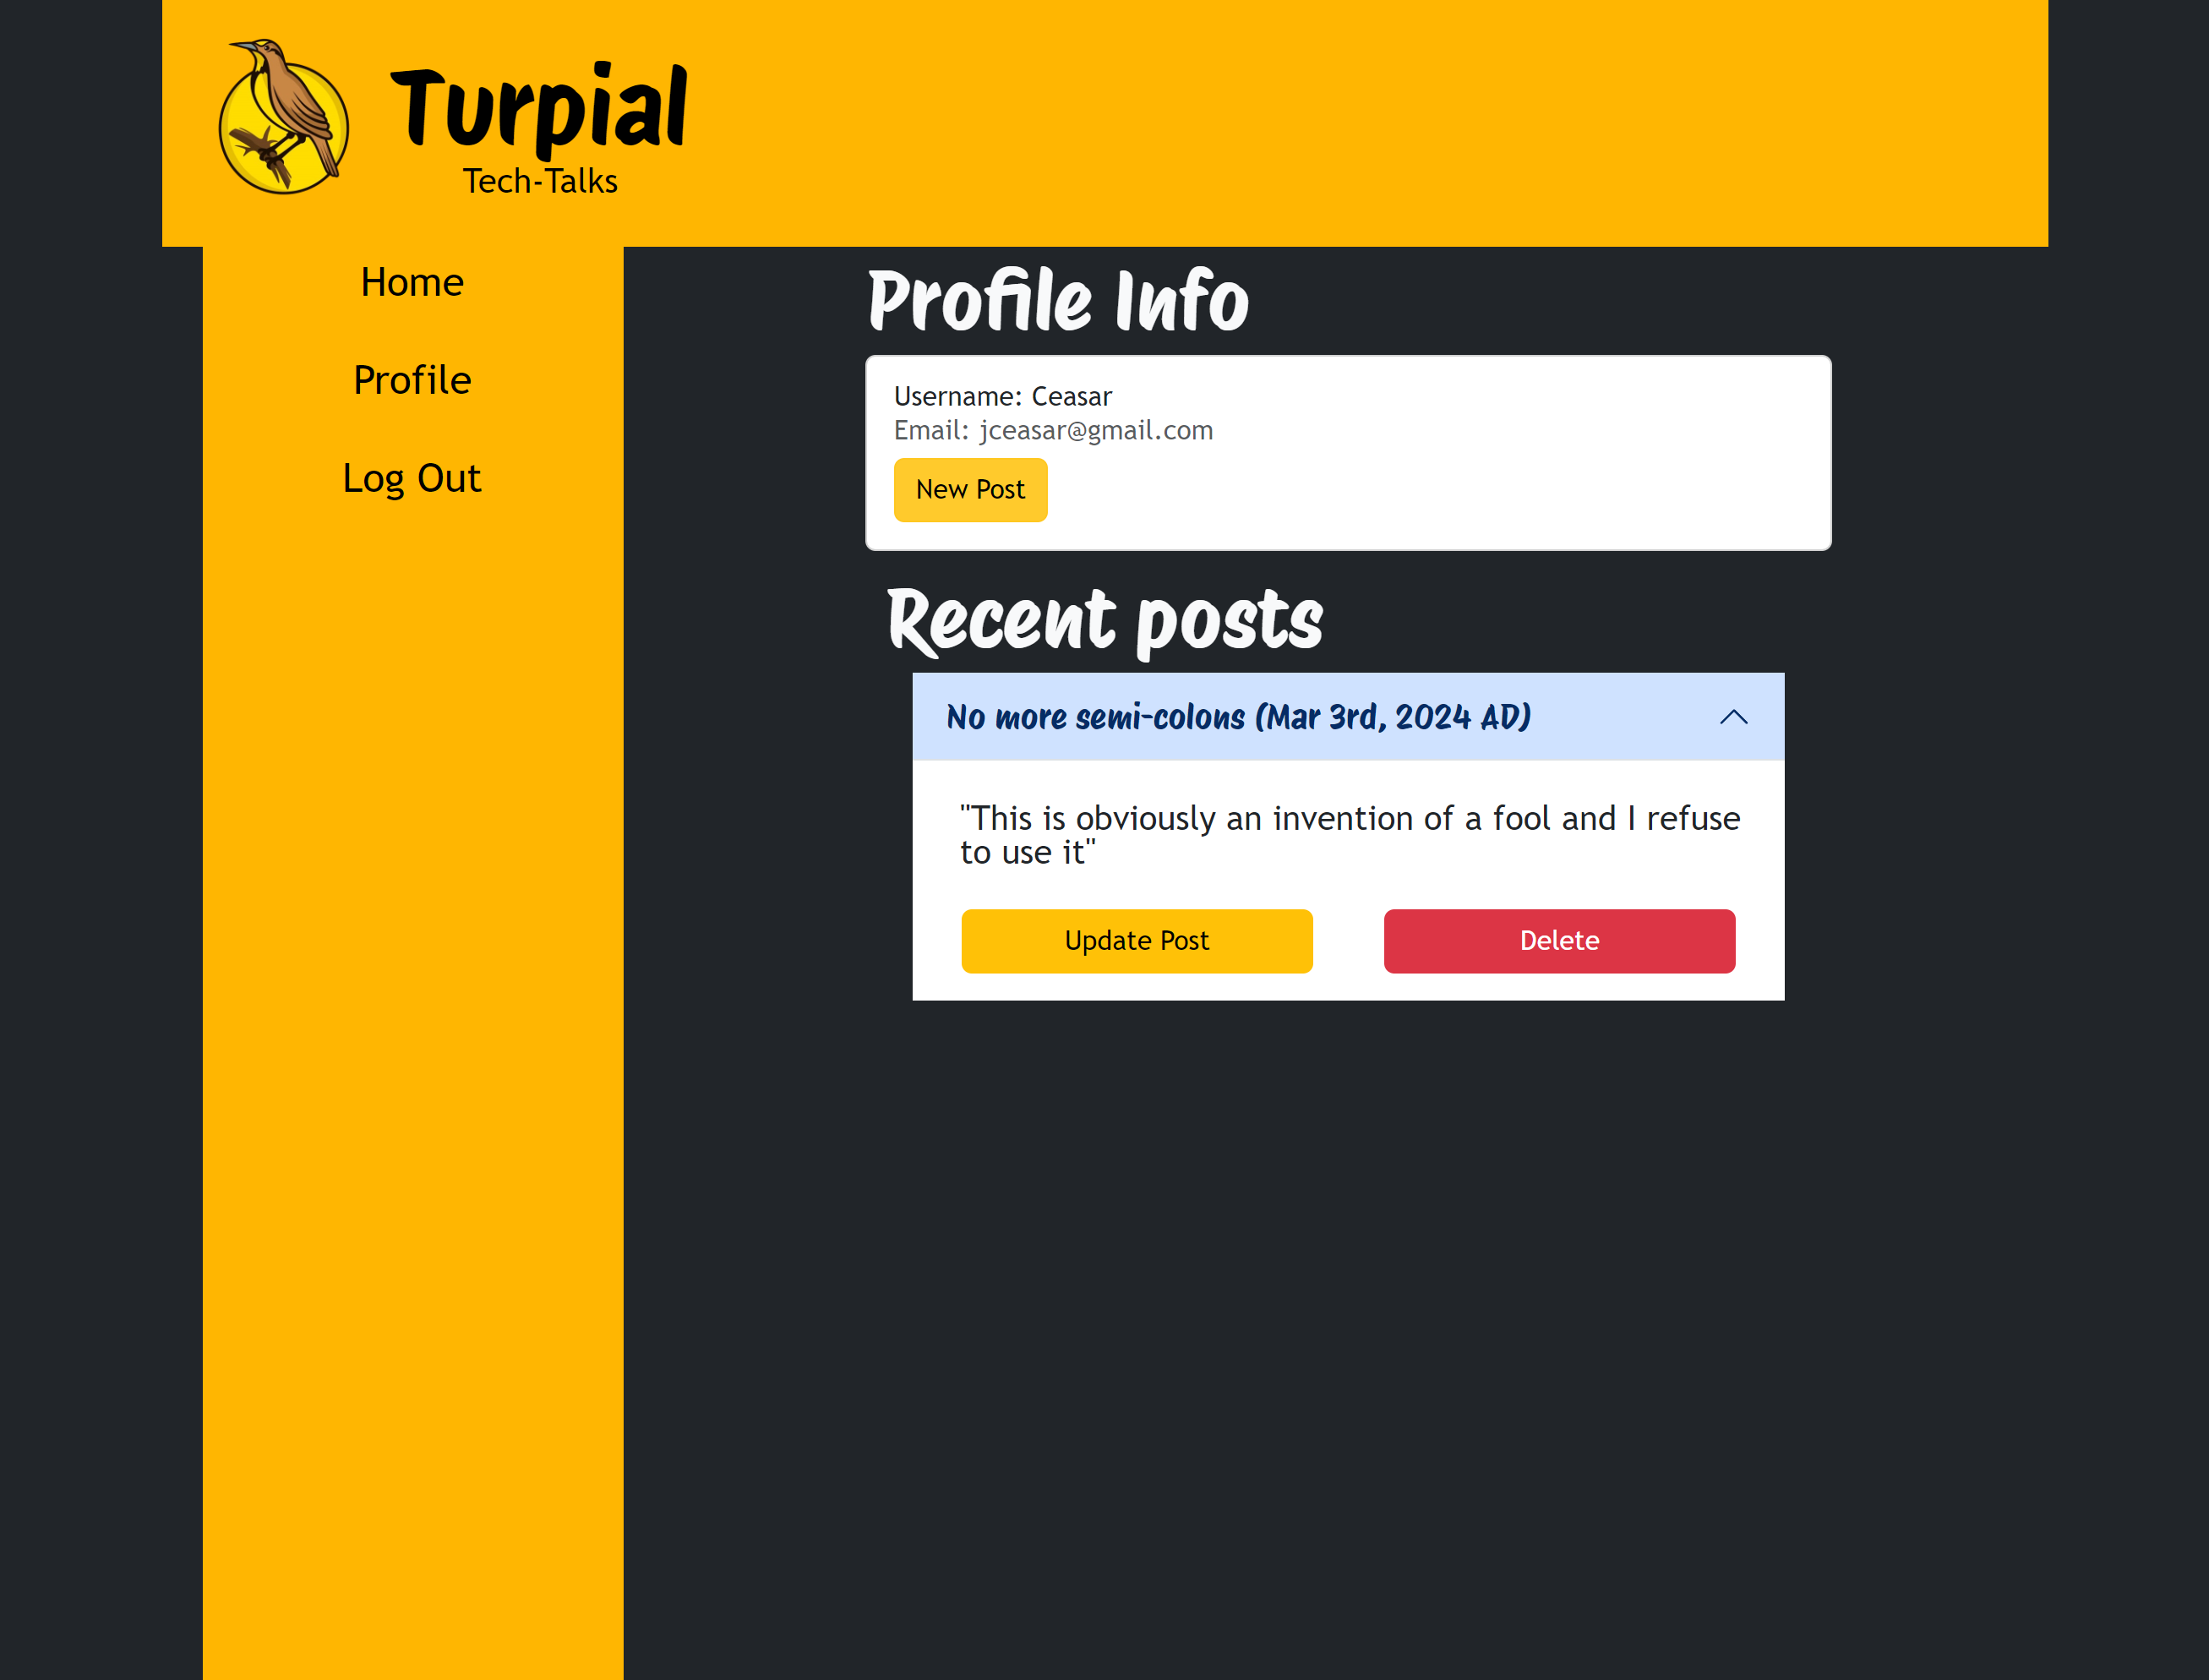 Turpial
Tech-Talks
Home
Profile
Log Out
Profile Info
Username: Ceasar
Email: jceasar@gmail.com
New Post
Recent posts
No more semi-colons (Mar 3rd, 2024 AD)
"This is obviously an invention of a fool and I refuse
to use it"
Update Post
Delete